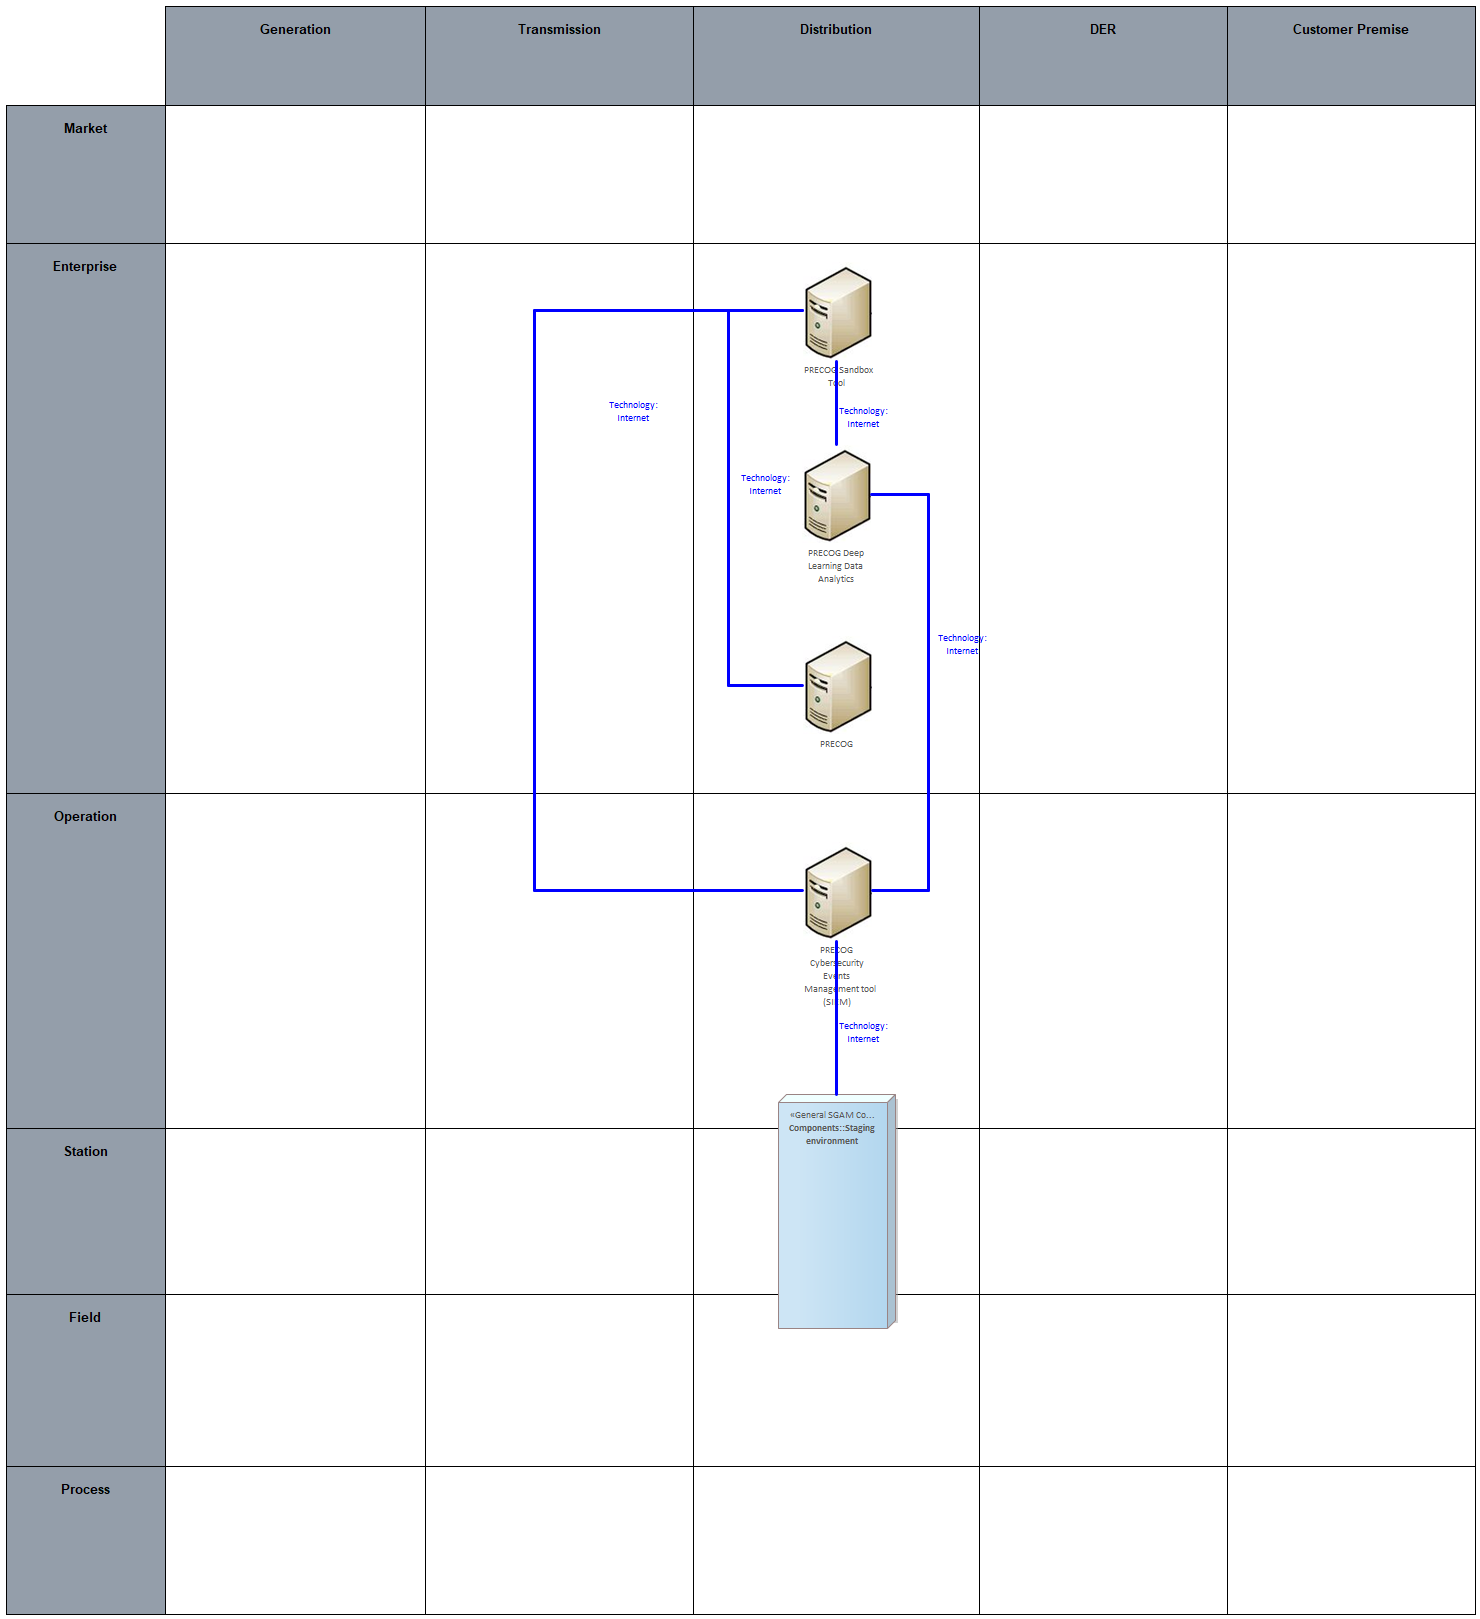 Generation
Transmission
Distribution
DER
Customer Premise
Market
Enterprise
PRECOG Sandbox
Tool
Technology:
Internet
Technology:
Internet
Technology:
Internet
PRECOG Deep
Learning Data
Analytics
Technology:
Internet
PRECOG
Operation
PRECOG
Cybersecurity
Events
Management tool
(SIEM)
Technology:
Internet
«General SGAM Co...
Components::Staging
environment
Station
Field
Process